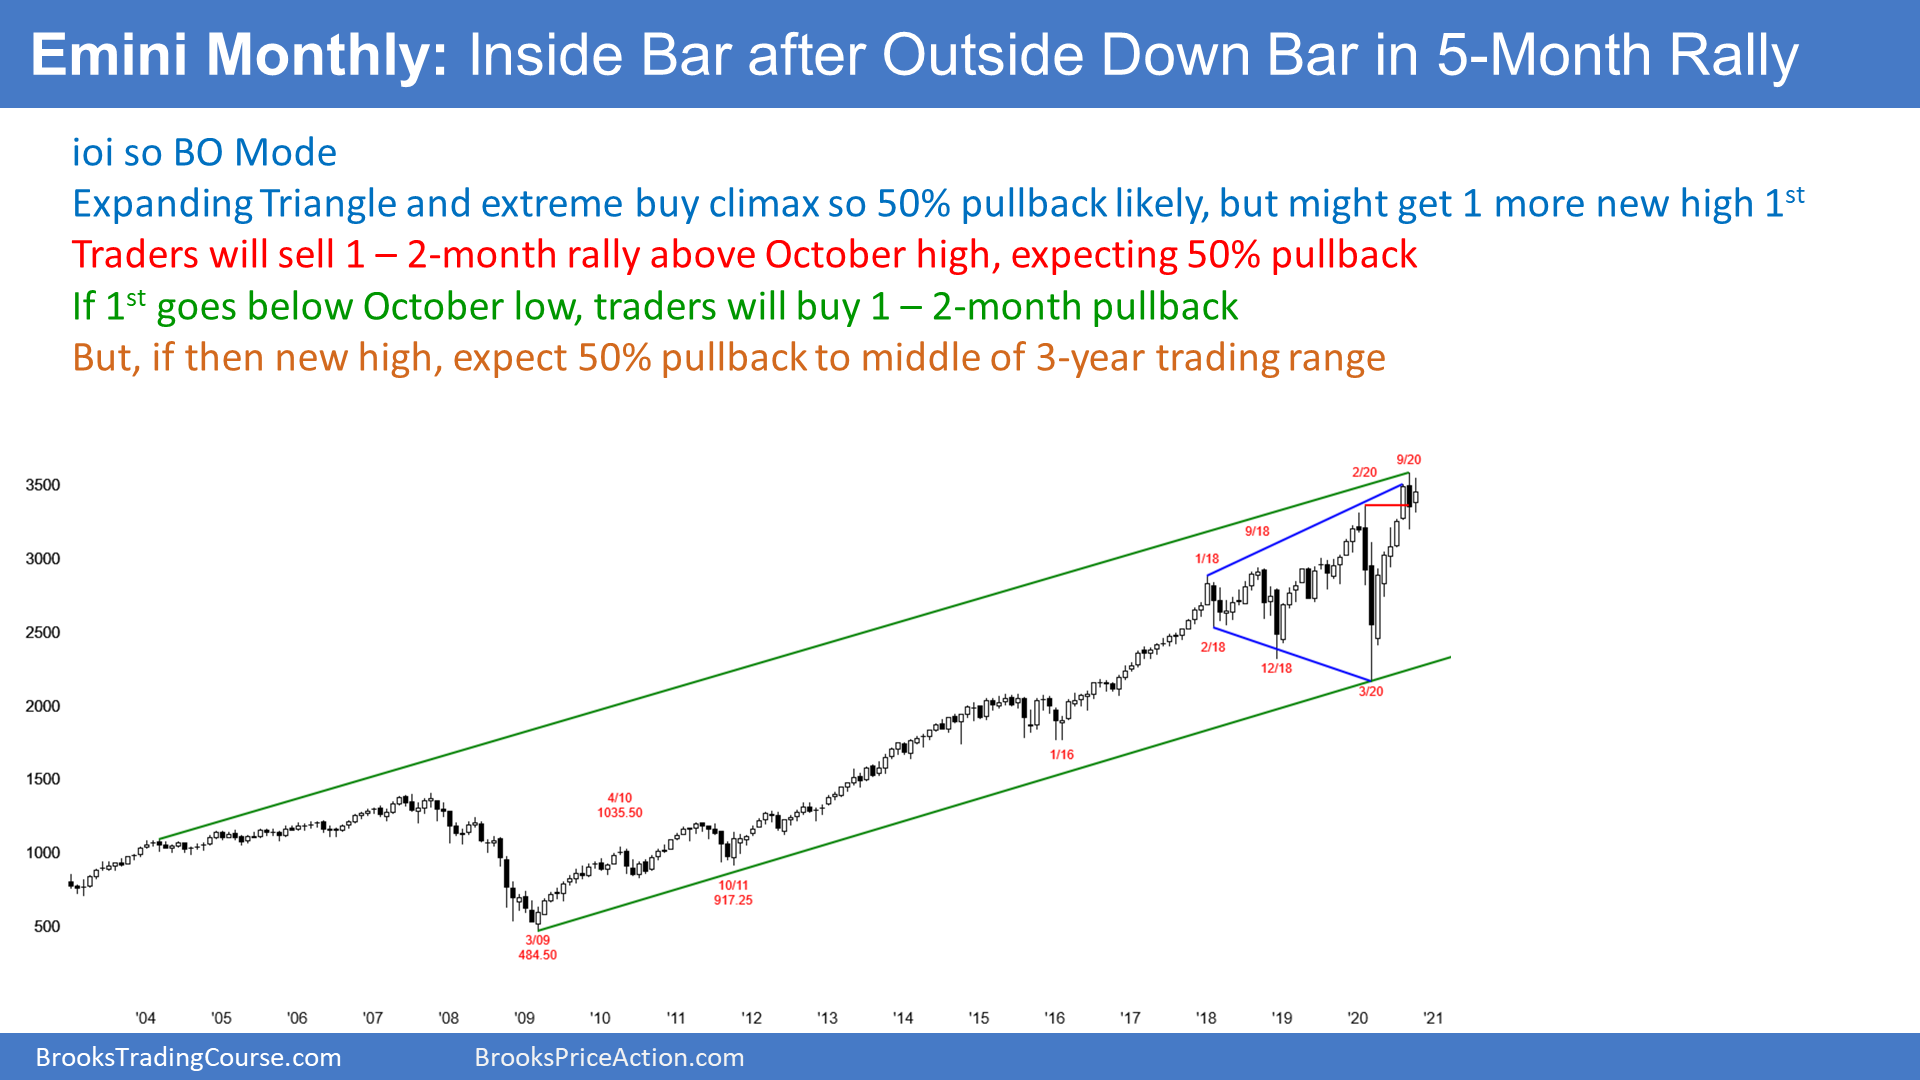 Emini Monthly: Inside Bar after Outside Down Bar in 5-Month Rally
ioi so BO Mode
Expanding Triangle and extreme buy climax so 50% pullback likely, but might get 1 more new high 1st
Traders will sell 1 – 2-month rally above October high, expecting 50% pullback
If 1st goes below October low, traders will buy 1 – 2-month pullback
But, if then new high, expect 50% pullback to middle of 3-year trading range
9/20
2/20
3500
9/18
1/18
3000
2500
2/18
12/18
3/20
2000
1/16
1500
4/10
1035.50
1000
10/11
917.25
500
3/09
484.50
'04 '05 '06 '07 '08 '09 '10 '11 '12 '13 '14 '15 '16 '17 '18 '19 '20 '21
BrooksTradingCourse.com BrooksPriceAction.com